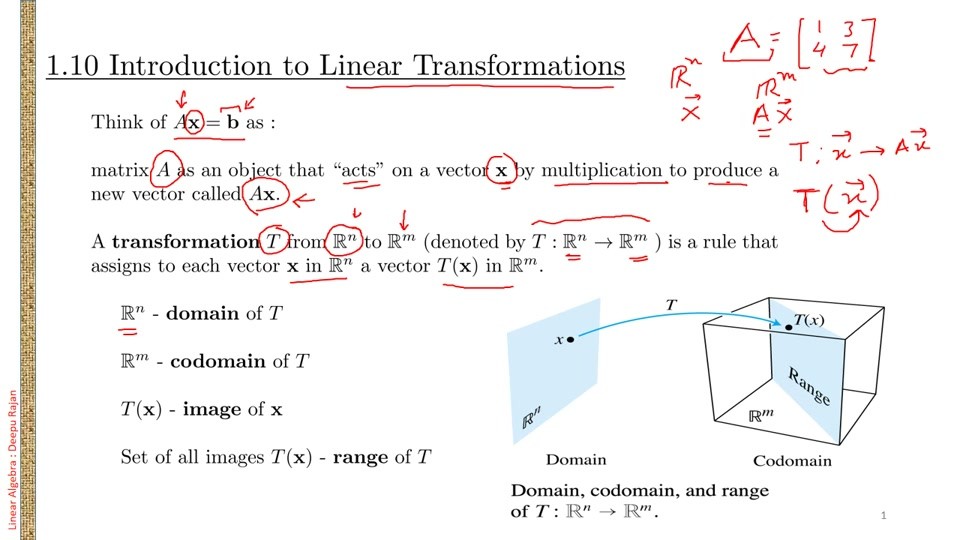 1.10 Introduction to Linear Transformations
A = [1 3
4 7]
ℝⁿ ℝᵐ
x⃗ A x⃗
T : x⃗ → A x⃗
T(x⃗)
Think of Ax = b as :
matrix A as an object that “acts” on a vector x by multiplication to produce a
new vector called Ax.
A transformation T from ℝⁿ to ℝᵐ (denoted by T : ℝⁿ → ℝᵐ ) is a rule that
assigns to each vector x in ℝⁿ a vector T(x) in ℝᵐ.
ℝⁿ - domain of T
ℝᵐ - codomain of T
T(x) - image of x
Set of all images T(x) - range of T
T
x
T(x)
Range
ℝⁿ
ℝᵐ
Domain
Codomain
Domain, codomain, and range
of T : ℝⁿ → ℝᵐ.
Linear Algebra : Deepu Rajan
1